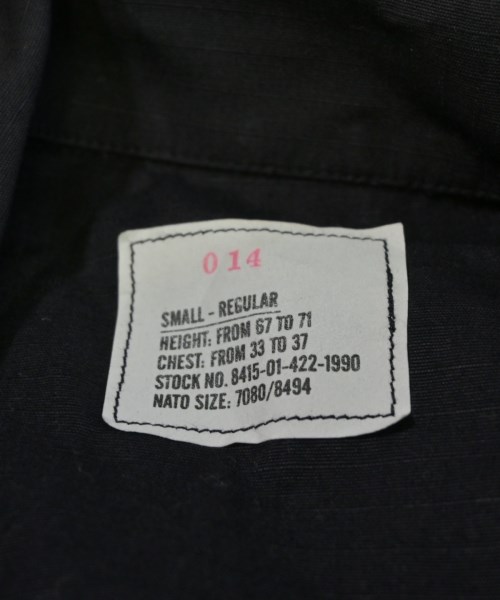 014
SMALL - REGULAR
HEIGHT: FROM 67 TO 71
CHEST: FROM 33 TO 37
STOCK NO. 8415-01-422-1990
NATO SIZE: 7080/8494